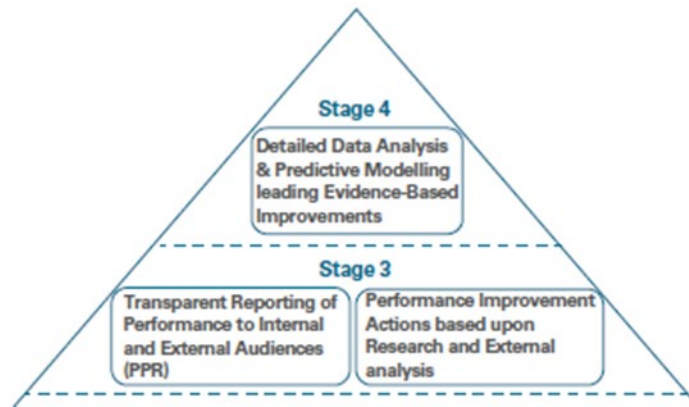 Stage 4
Detailed Data Analysis
& Predictive Modelling
leading Evidence-Based
Improvements
Stage 3
Transparent Reporting of
Performance to Internal
and External Audiences
(PPR)
Performance Improvement
Actions based upon
Research and External
analysis